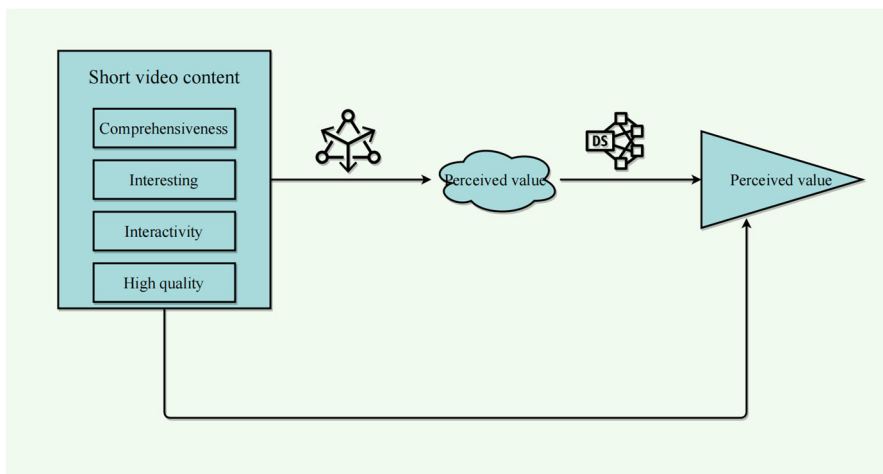 Short video content
Comprehensiveness
Interesting
Interactivity
High quality
Perceived value
DS
Perceived value